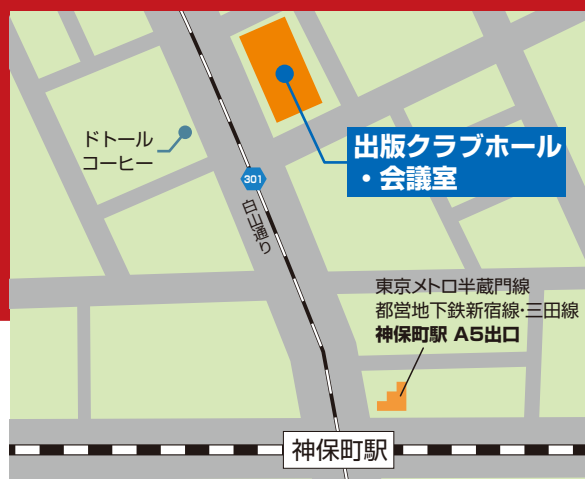 ドトール
コーヒー
出版クラブホール
・会議室
301
白山通り
東京メトロ半蔵門線
都営地下鉄新宿線・三田線
神保町駅 A5出口
神保町駅